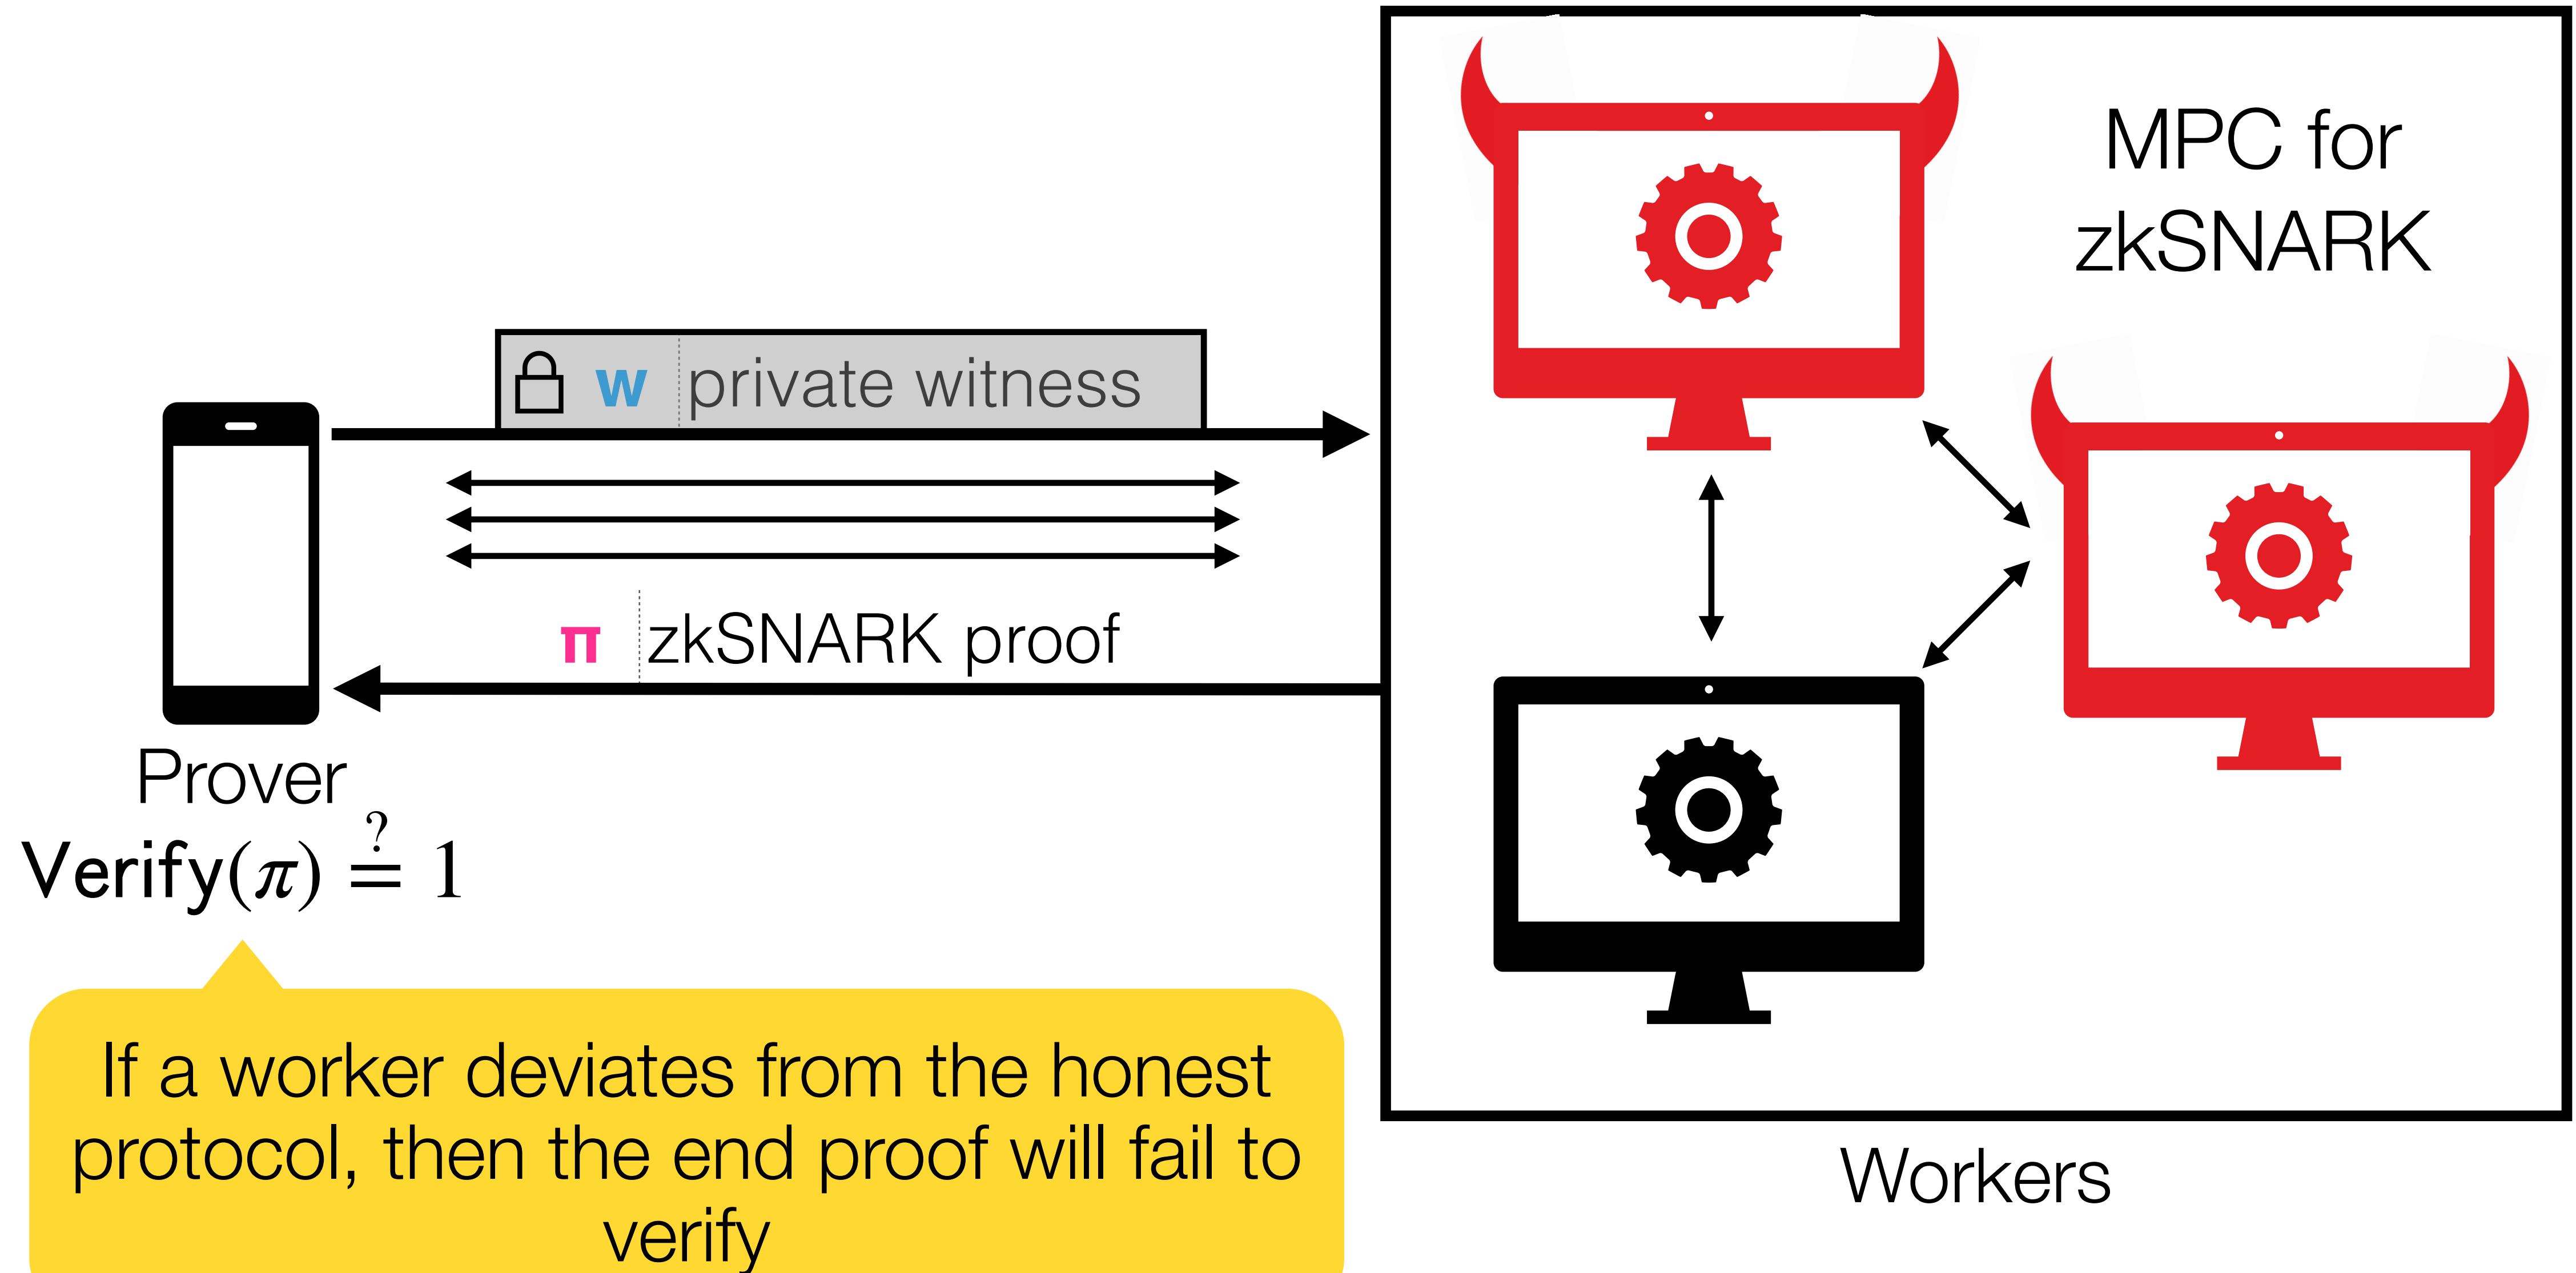 MPC for
zkSNARK
w private witness
π zkSNARK proof
Prover
Verify(π) ≟ 1
If a worker deviates from the honest
protocol, then the end proof will fail to
verify
Workers